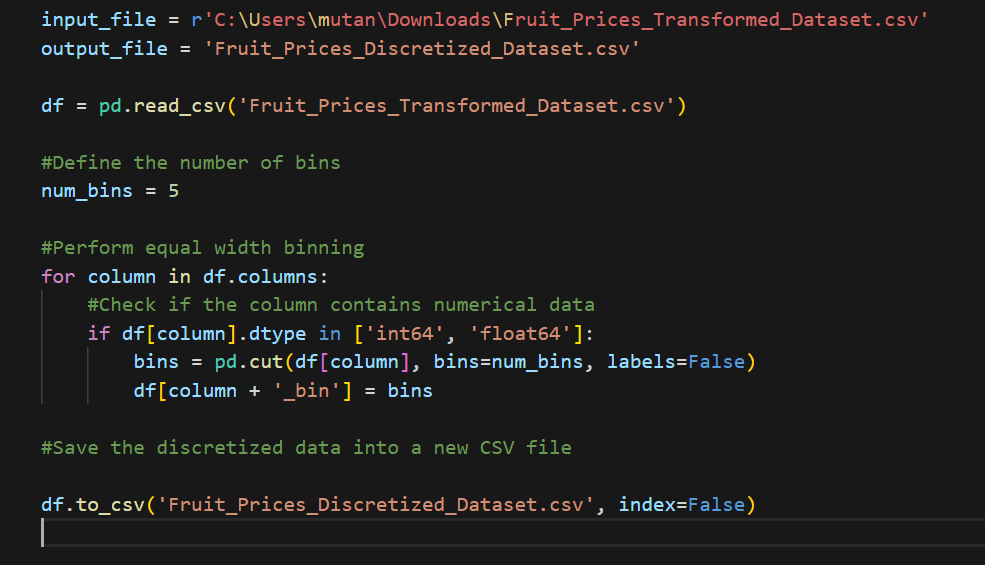 input_file = r'C:\Users\mutan\Downloads\Fruit_Prices_Transformed_Dataset.csv'
output_file = 'Fruit_Prices_Discretized_Dataset.csv'
df = pd.read_csv('Fruit_Prices_Transformed_Dataset.csv')
#Define the number of bins
num_bins = 5
#Perform equal width binning
for column in df.columns:
    #Check if the column contains numerical data
    if df[column].dtype in ['int64', 'float64']:
        bins = pd.cut(df[column], bins=num_bins, labels=False)
        df[column + '_bin'] = bins
#Save the discretized data into a new CSV file
df.to_csv('Fruit_Prices_Discretized_Dataset.csv', index=False)